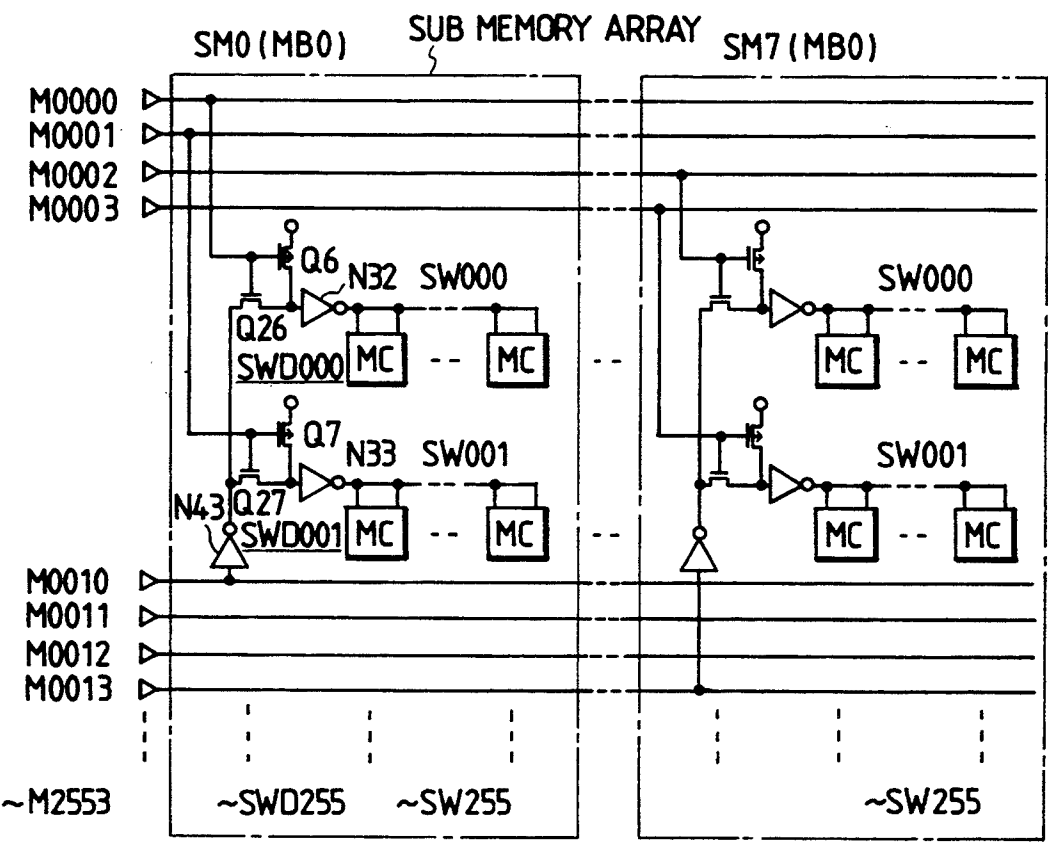 SUB MEMORY ARRAY
SM0 (MB0)
SM7 (MB0)
M0000
M0001
M0002
M0003
Q6
N32
SW000
SW000
Q26
SWD000
MC
MC
MC
MC
Q7
N33
SW001
SW001
Q27
N43
SWD001
MC
MC
MC
MC
M0010
M0011
M0012
M0013
~M2553
~SWD255
~SW255
~SW255